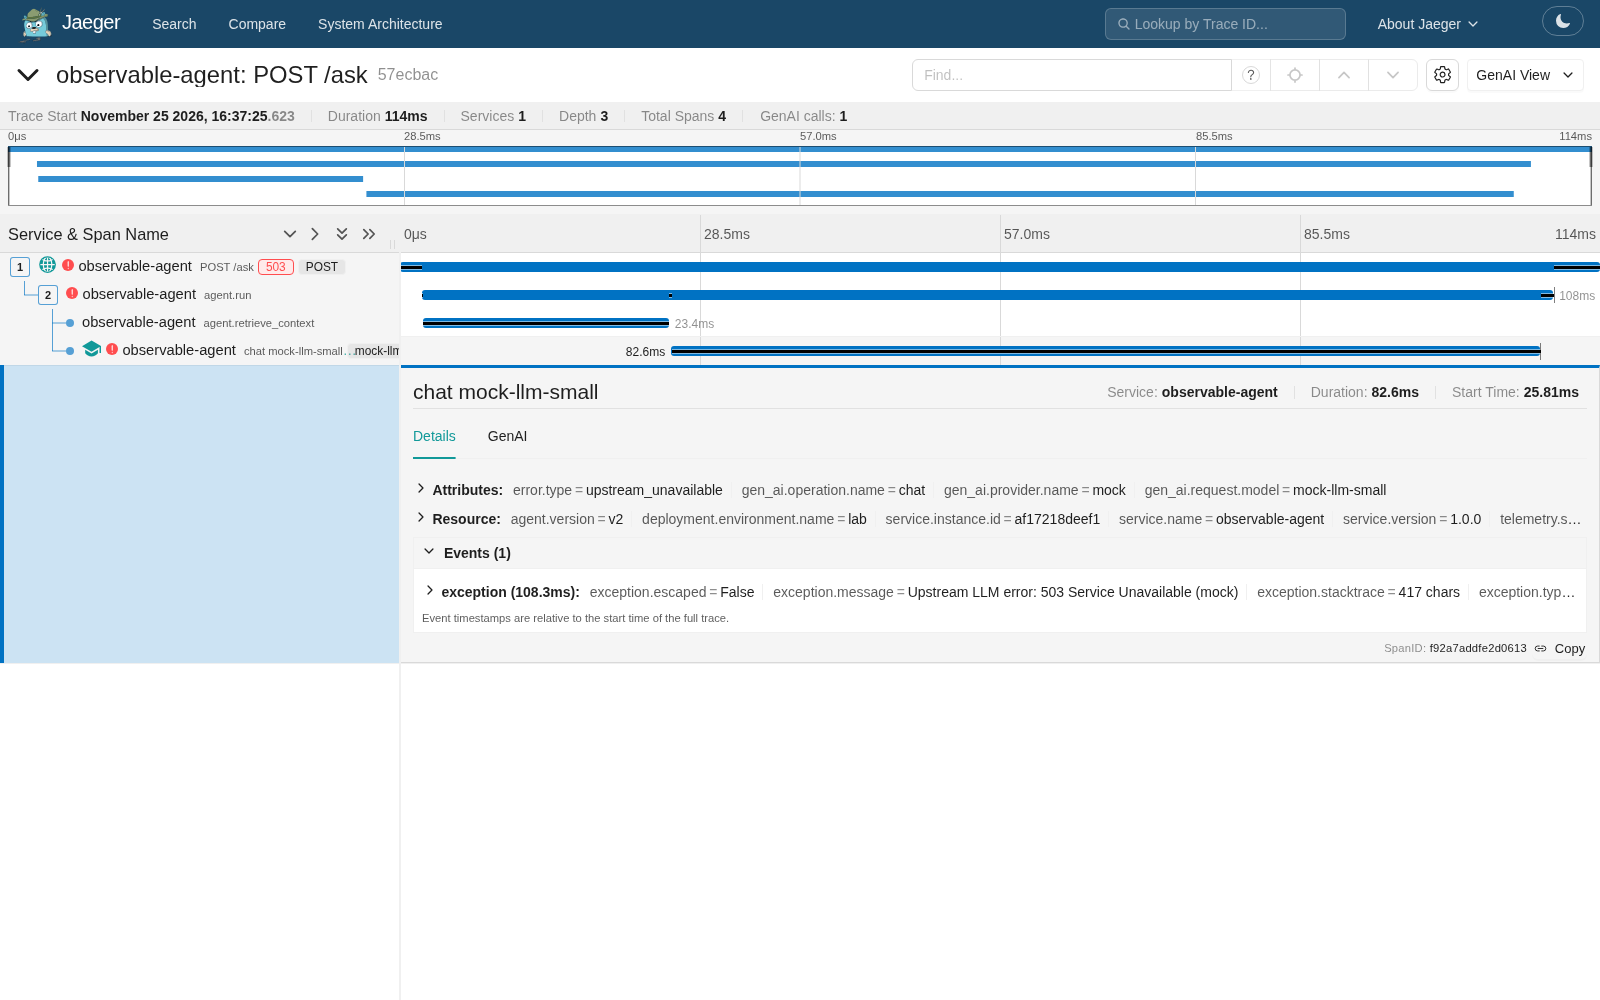 Jaeger Search Compare System Architecture Lookup by Trace ID... About Jaeger
observable-agent: POST /ask 57ecbac Find... ? GenAI View
Trace Start November 25 2026, 16:37:25.623 Duration 114ms Services 1 Depth 3 Total Spans 4 GenAI calls: 1
0μs 28.5ms 57.0ms 85.5ms 114ms
Service & Span Name 0μs 28.5ms 57.0ms 85.5ms 114ms
1 observable-agent POST /ask 503 POST
2 observable-agent agent.run 108ms
observable-agent agent.retrieve_context 23.4ms
observable-agent chat mock-llm-small... mock-llm 82.6ms
chat mock-llm-small Service: observable-agent Duration: 82.6ms Start Time: 25.81ms
Details GenAI
Attributes: error.type = upstream_unavailable gen_ai.operation.name = chat gen_ai.provider.name = mock gen_ai.request.model = mock-llm-small
Resource: agent.version = v2 deployment.environment.name = lab service.instance.id = af17218deef1 service.name = observable-agent service.version = 1.0.0 telemetry.s...
Events (1)
exception (108.3ms): exception.escaped = False exception.message = Upstream LLM error: 503 Service Unavailable (mock) exception.stacktrace = 417 chars exception.typ...
Event timestamps are relative to the start time of the full trace.
SpanID: f92a7addfe2d0613 Copy